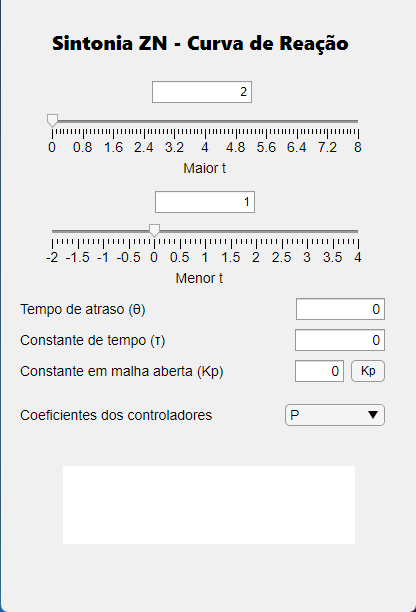 Sintonia ZN - Curva de Reação
2
0 0.8 1.6 2.4 3.2 4 4.8 5.6 6.4 7.2 8
Maior t
1
-2 -1.5 -1 -0.5 0 0.5 1 1.5 2 2.5 3 3.5 4
Menor t
Tempo de atraso (θ) 0
Constante de tempo (τ) 0
Constante em malha aberta (Kp) 0 Kp
Coeficientes dos controladores P